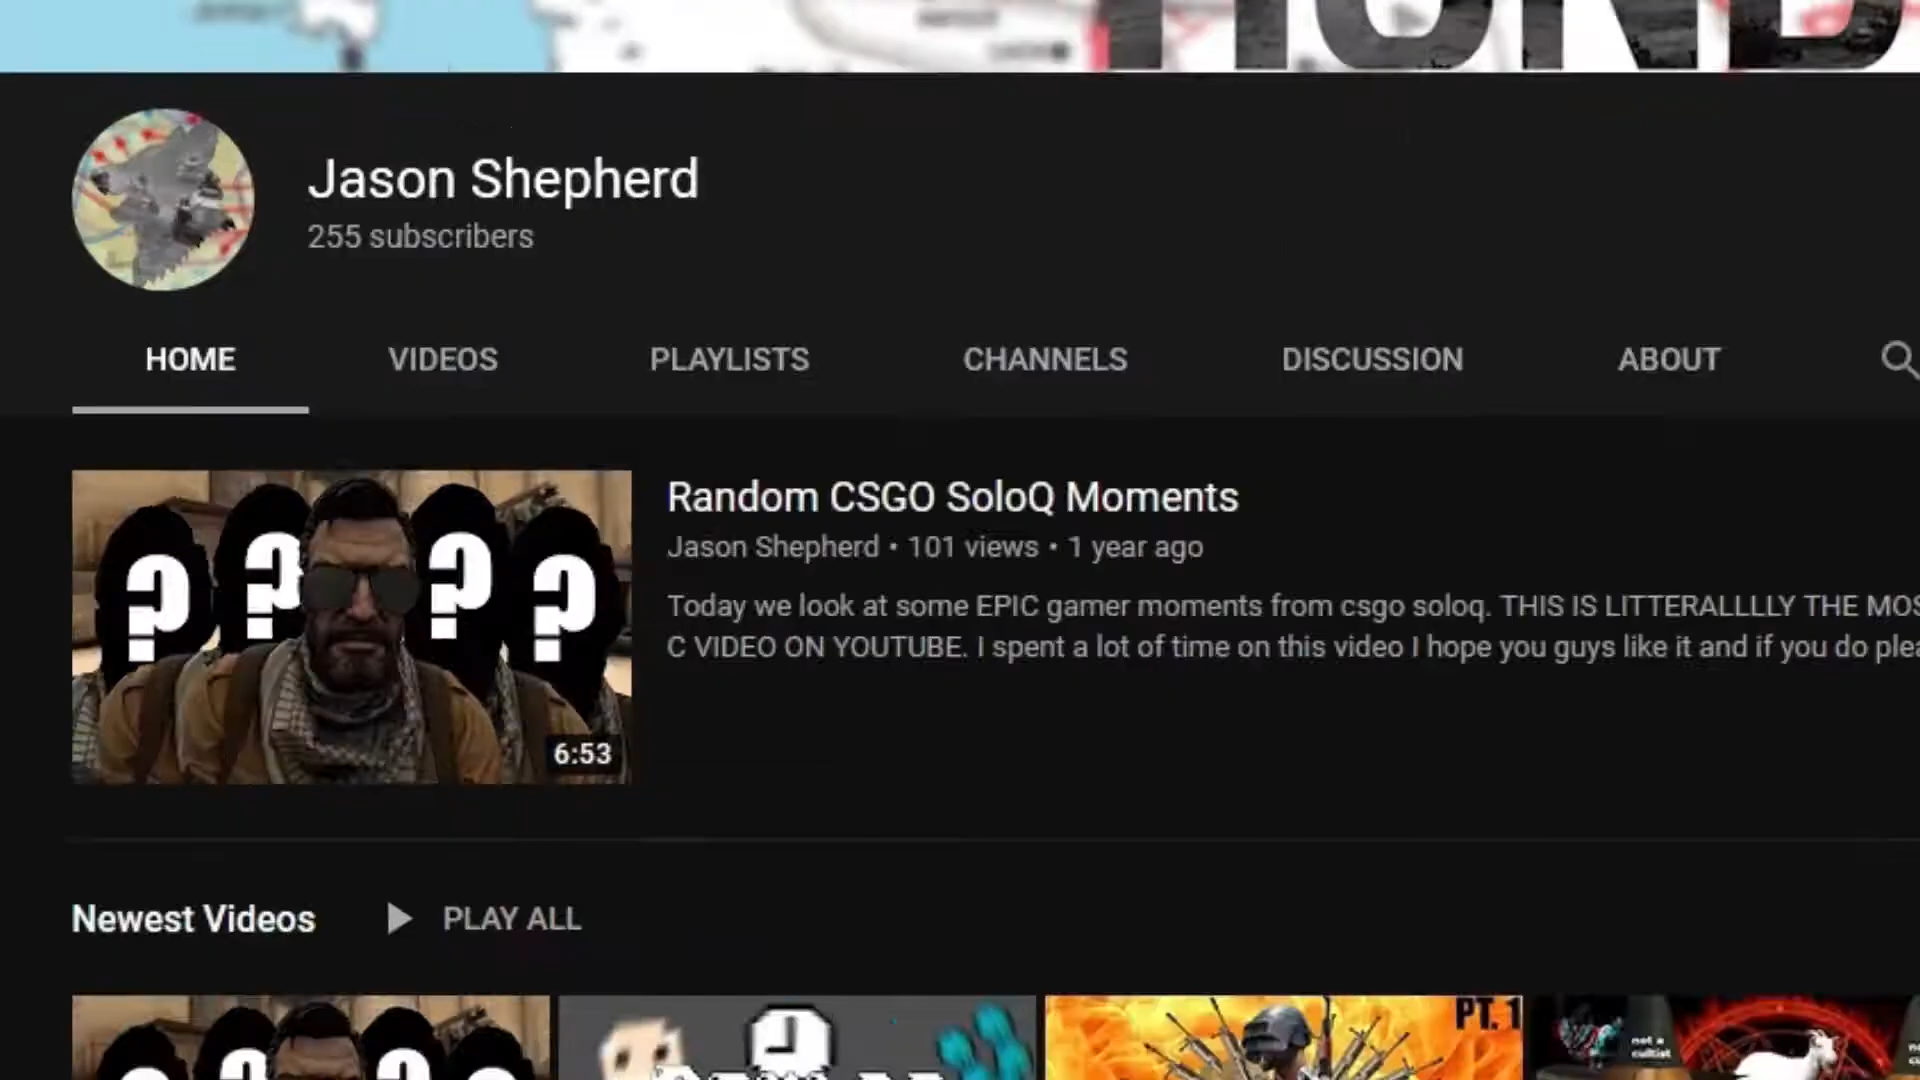 Jason Shepherd
255 subscribers
HOME VIDEOS PLAYLISTS CHANNELS DISCUSSION ABOUT
? ? ? ?
6:53
Random CSGO SoloQ Moments
Jason Shepherd • 101 views • 1 year ago
Today we look at some EPIC gamer moments from csgo soloq. THIS IS LITTERALLLLY THE MOS
C VIDEO ON YOUTUBE. I spent a lot of time on this video I hope you guys like it and if you do plea
Newest Videos PLAY ALL
PT. 1
not a
cultist